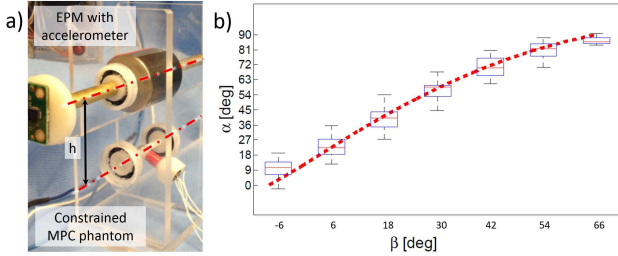 a)
EPM with
accelerometer
h
Constrained
MPC phantom
b)
α [deg]
90
81
72
63
54
45
36
27
18
9
0
-6 6 18 30 42 54 66
β [deg]